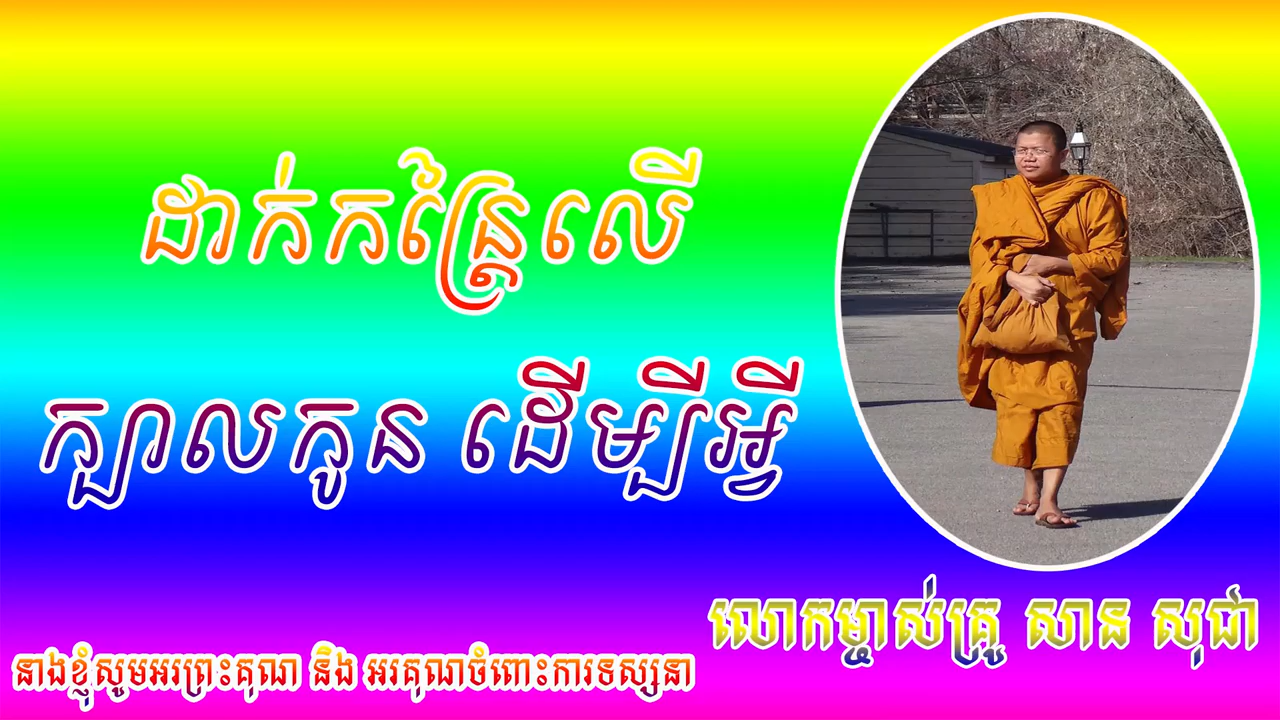 ដាក់កន្ត្រៃលើ
ក្បាលកូន ដើម្បីអ្វី
លោកម្ចាស់គ្រូ សាន សុជា
នាងខ្ញុំសូមអរព្រះគុណ និង អរគុណចំពោះការទស្សនា